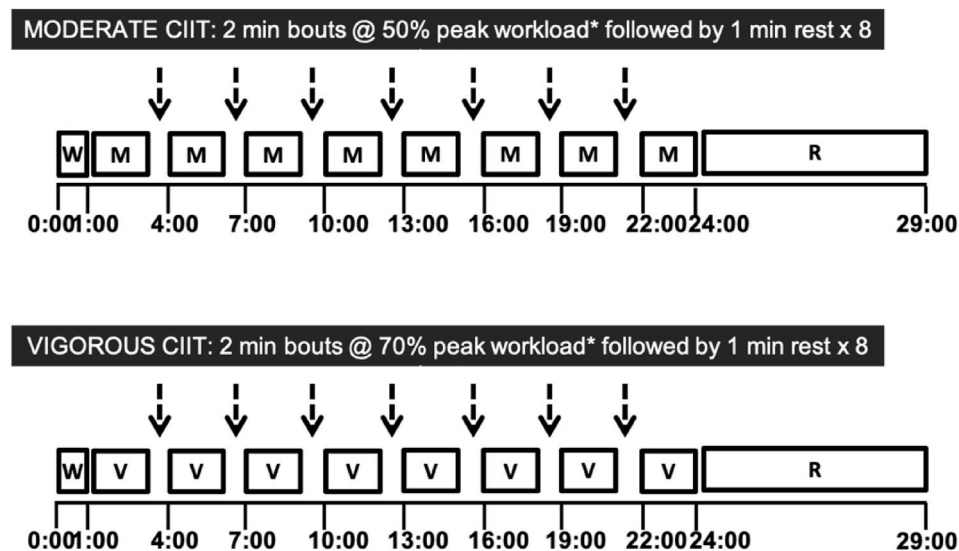 MODERATE CIIT: 2 min bouts @ 50% peak workload* followed by 1 min rest x 8
W M M M M M M M M R
0:00 1:00 4:00 7:00 10:00 13:00 16:00 19:00 22:00 24:00 29:00
VIGOROUS CIIT: 2 min bouts @ 70% peak workload* followed by 1 min rest x 8
W V V V V V V V V R
0:00 1:00 4:00 7:00 10:00 13:00 16:00 19:00 22:00 24:00 29:00